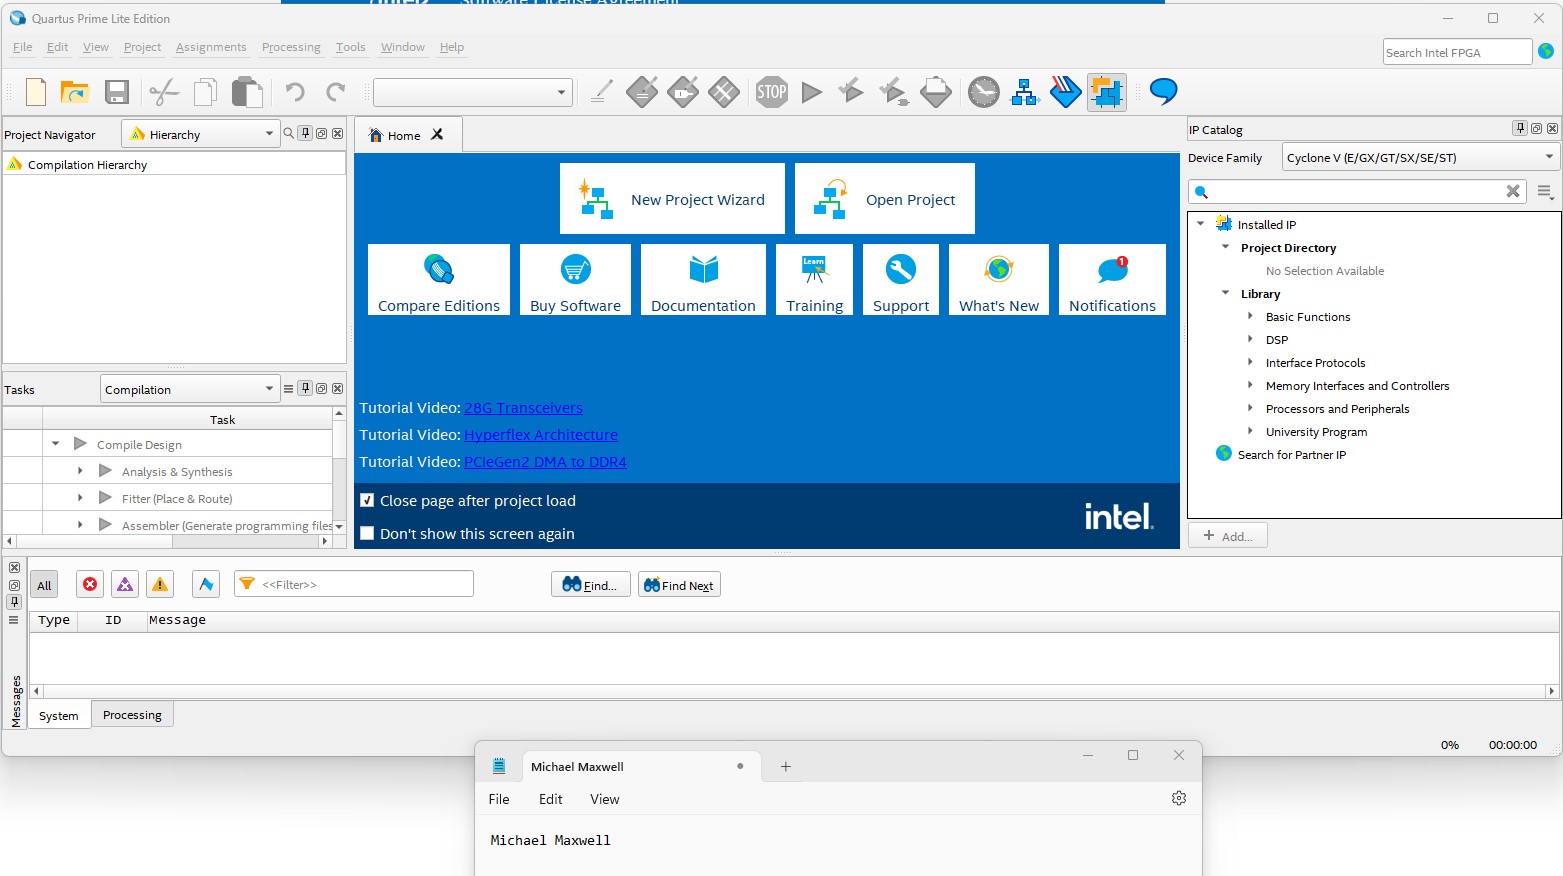 Software License Agreement
Quartus Prime Lite Edition
File Edit View Project Assignments Processing Tools Window Help
Search Intel FPGA
STOP
Project Navigator
Hierarchy
Compilation Hierarchy
Home
New Project Wizard
Open Project
Compare Editions
Buy Software
Documentation
Learn
Training
Support
What's New
1
Notifications
Tutorial Video: 28G Transceivers
Tutorial Video: Hyperflex Architecture
Tutorial Video: PCIeGen2 DMA to DDR4
Close page after project load
Don't show this screen again
intel.
IP Catalog
Device Family
Cyclone V (E/GX/GT/SX/SE/ST)
Installed IP
Project Directory
No Selection Available
Library
Basic Functions
DSP
Interface Protocols
Memory Interfaces and Controllers
Processors and Peripherals
University Program
Search for Partner IP
Add...
Tasks
Compilation
Task
Compile Design
Analysis & Synthesis
Fitter (Place & Route)
Assembler (Generate programming files
All
<<Filter>>
Find...
Find Next
Type ID Message
Messages
System
Processing
0% 00:00:00
Michael Maxwell
File Edit View
Michael Maxwell